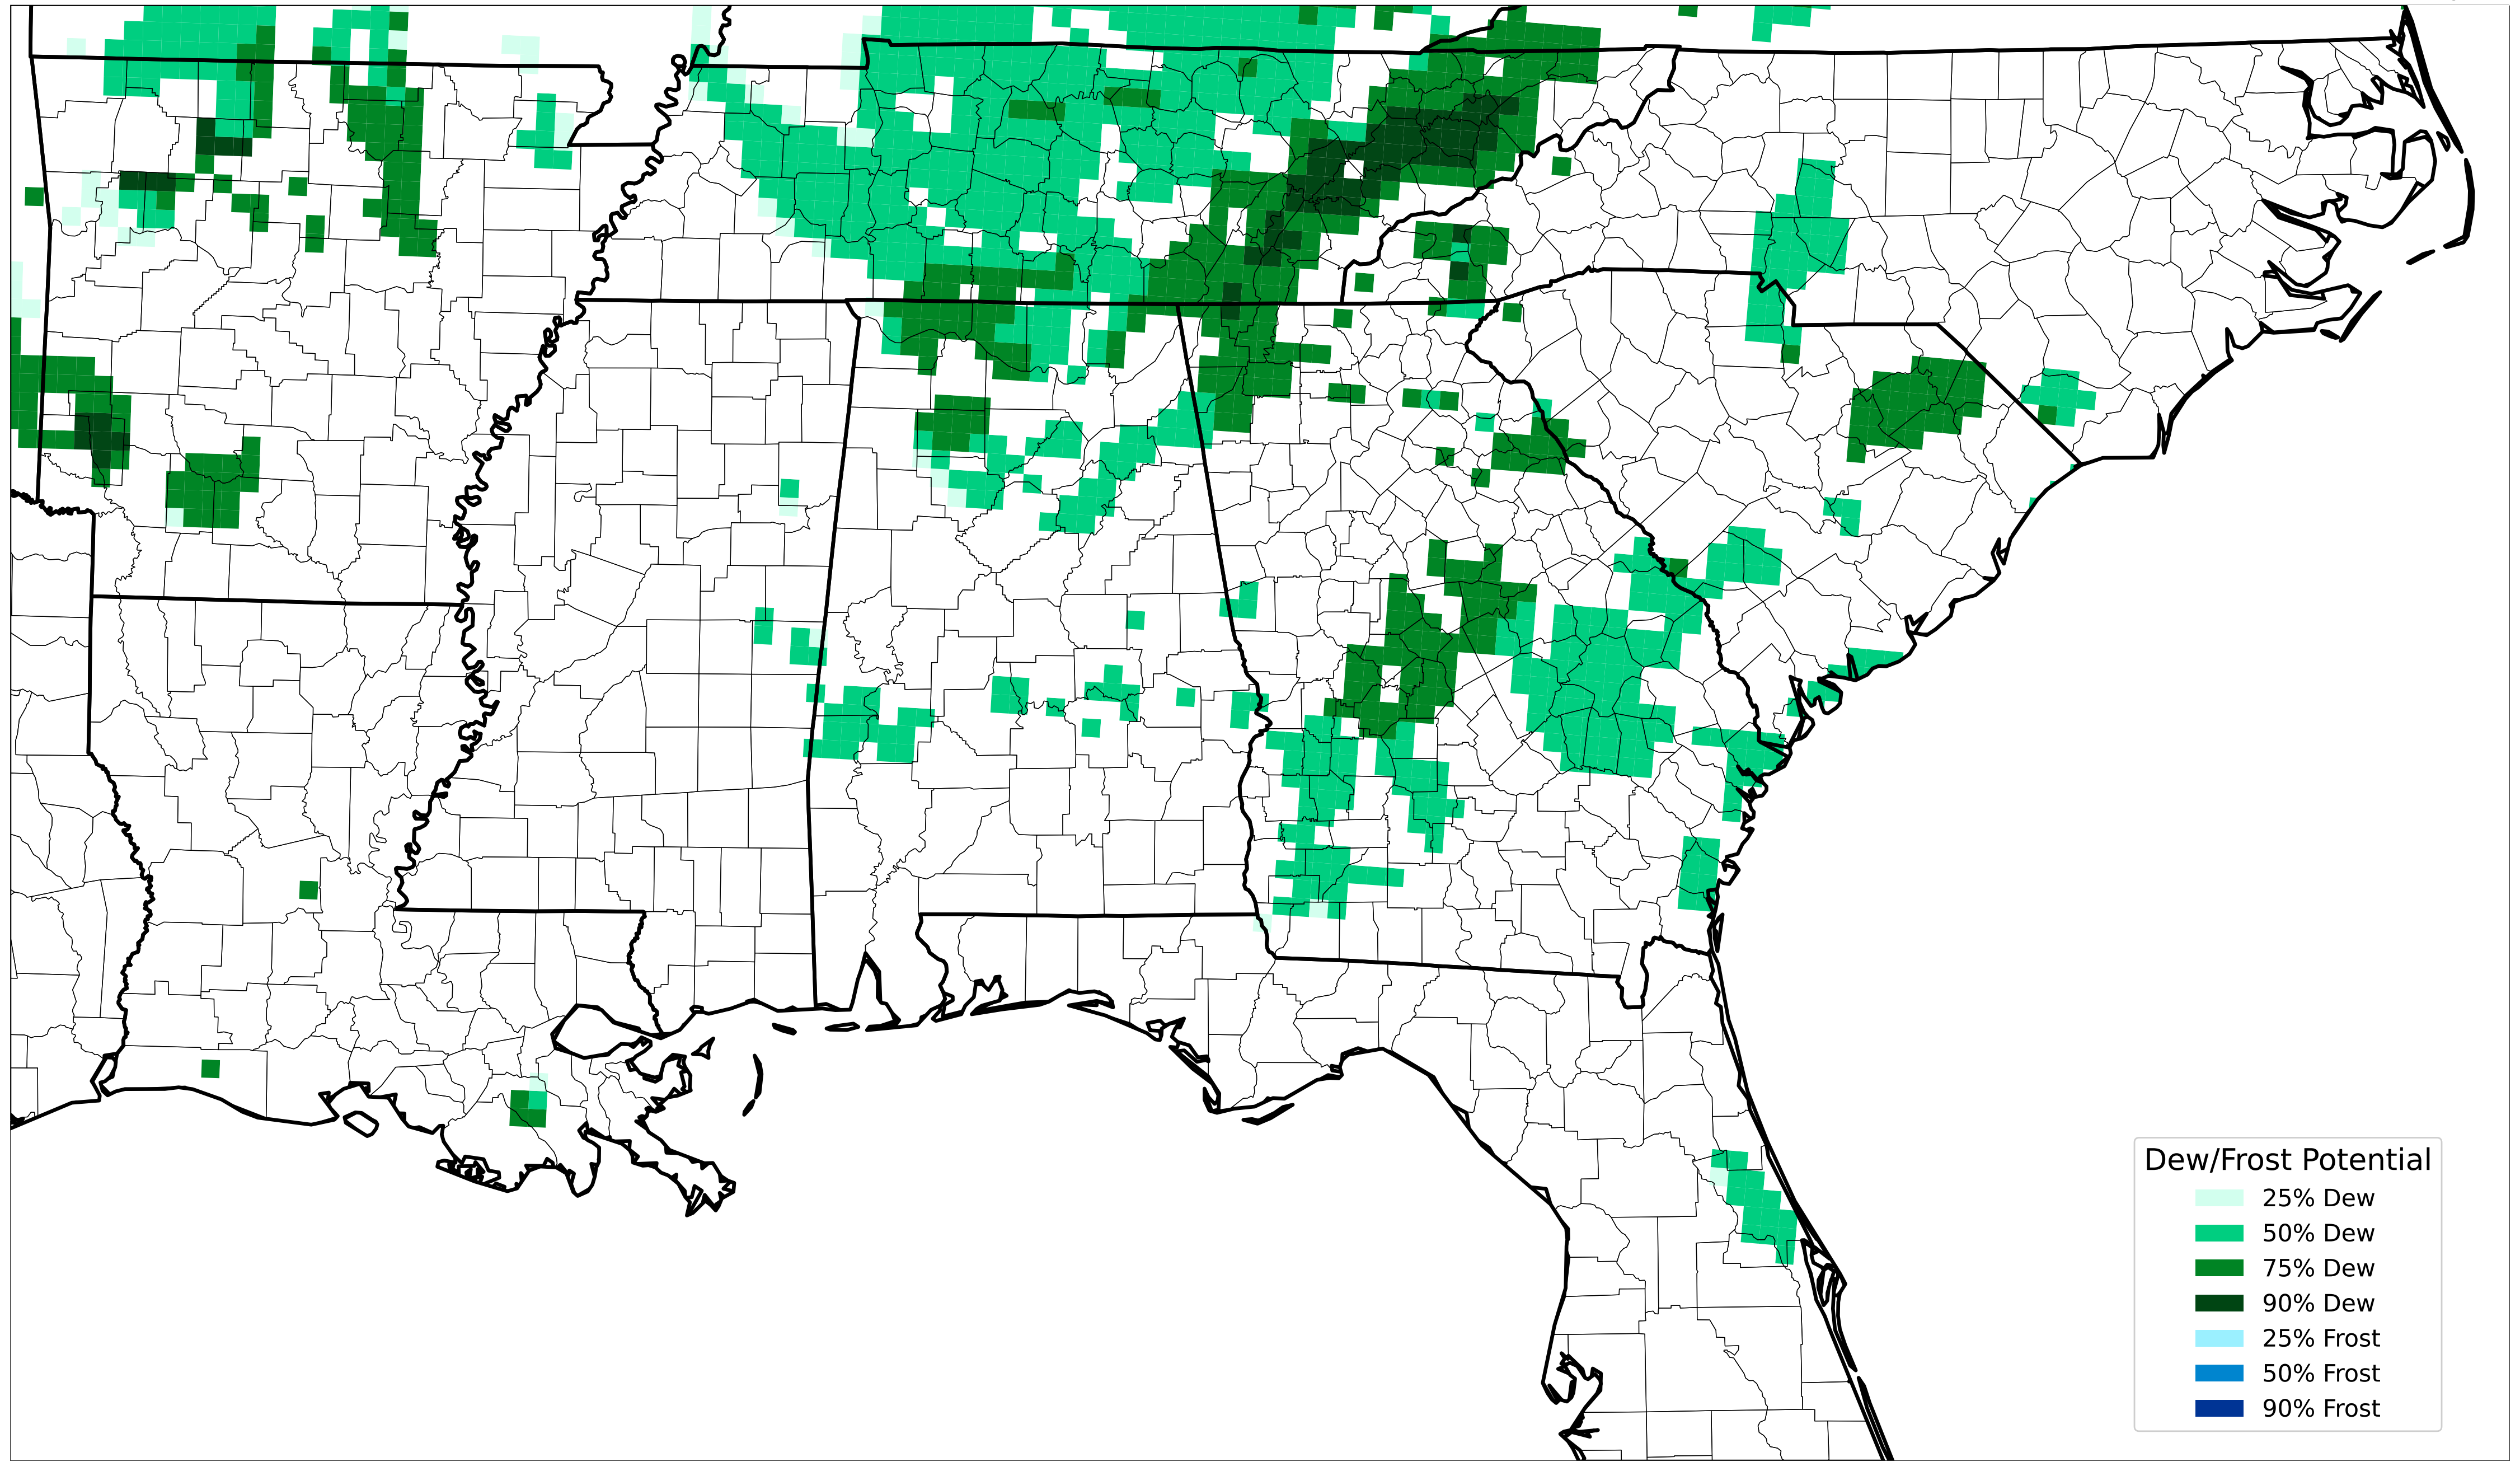 Dew/Frost Potential
25% Dew
50% Dew
75% Dew
90% Dew
25% Frost
50% Frost
90% Frost